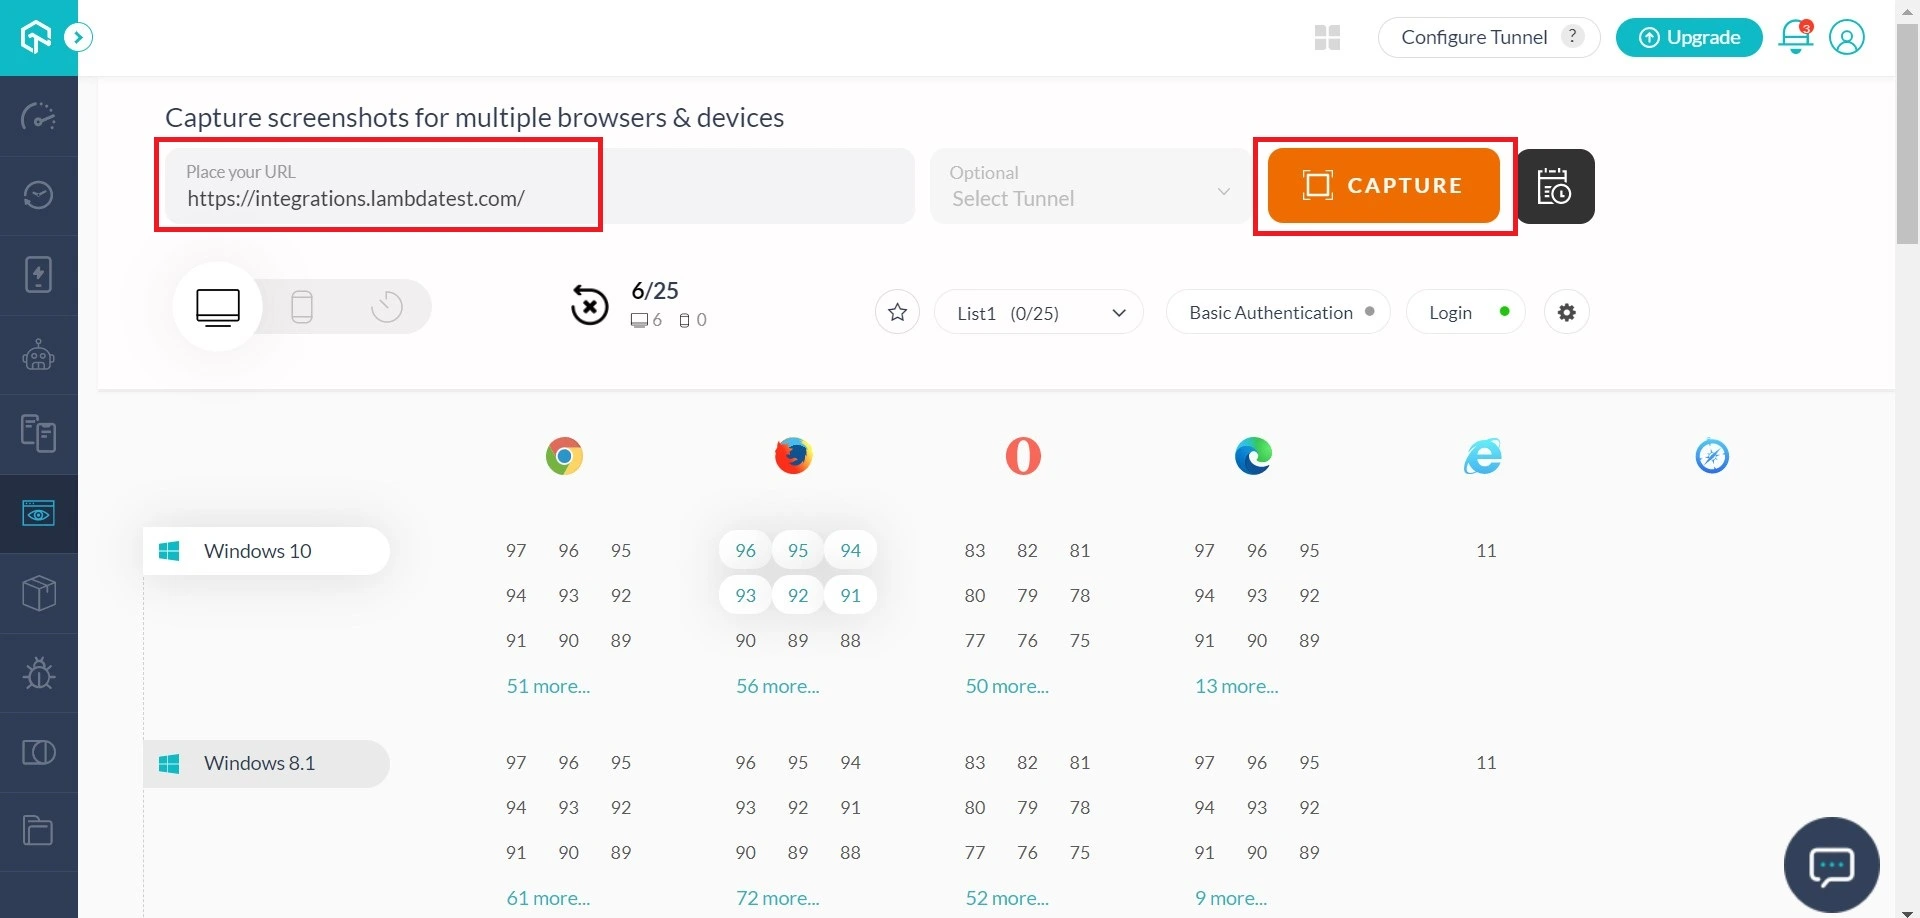 Configure Tunnel ? Upgrade 3
Capture screenshots for multiple browsers & devices
Place your URL
https://integrations.lambdatest.com/
Optional
Select Tunnel
CAPTURE
6/25
6 0
List1 (0/25)
Basic Authentication
Login
Windows 10
97 96 95 96 95 94 83 82 81 97 96 95 11
94 93 92 93 92 91 80 79 78 94 93 92
91 90 89 90 89 88 77 76 75 91 90 89
51 more... 56 more... 50 more... 13 more...
Windows 8.1
97 96 95 96 95 94 83 82 81 97 96 95 11
94 93 92 93 92 91 80 79 78 94 93 92
91 90 89 90 89 88 77 76 75 91 90 89
61 more... 72 more... 52 more... 9 more...